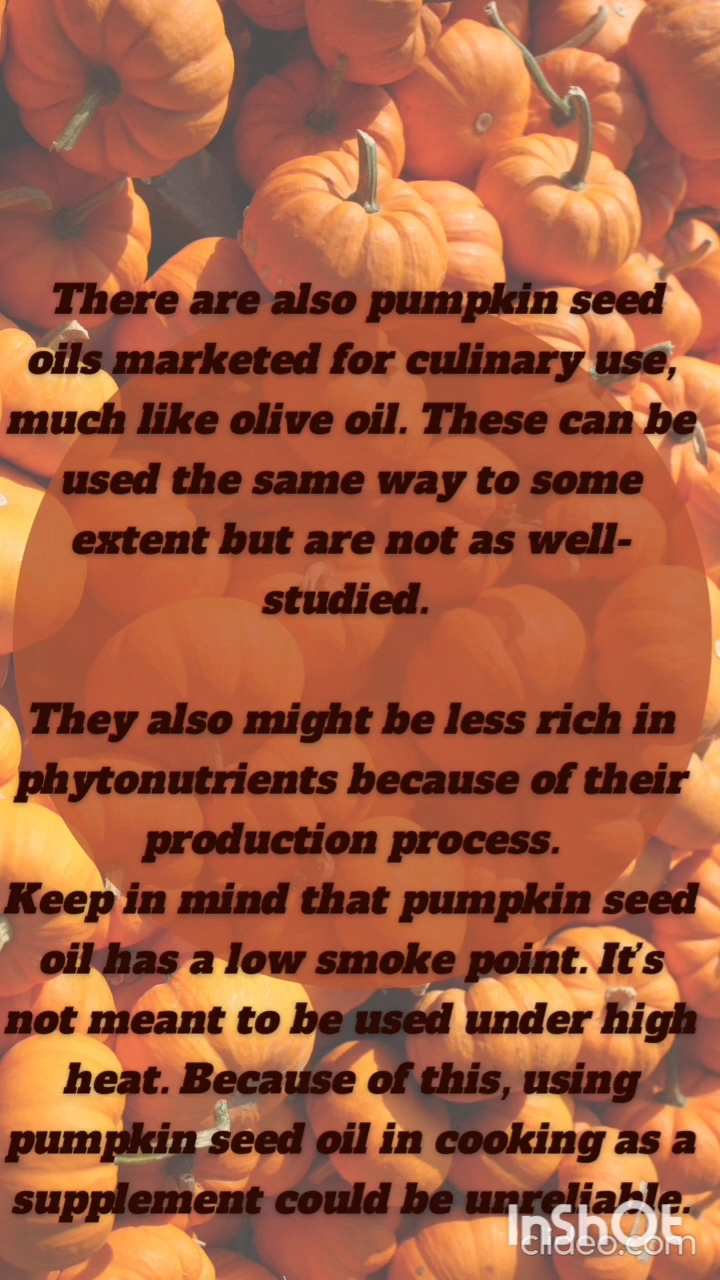 There are also pumpkin seed
oils marketed for culinary use,
much like olive oil. These can be
used the same way to some
extent but are not as well-
studied.
They also might be less rich in
phytonutrients because of their
production process.
Keep in mind that pumpkin seed
oil has a low smoke point. It’s
not meant to be used under high
heat. Because of this, using
pumpkin seed oil in cooking as a
supplement could be unreliable.
InShOt
clideo.com